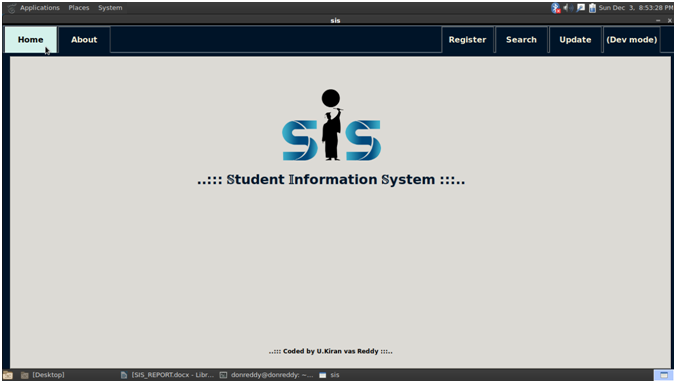 Applications Places System Sun Dec 3, 8:53:28 PM
sis
Home About Register Search Update (Dev mode)
SIS
..::: 𝕊tudent 𝕀nformation 𝕊ystem :::..
..::: Coded by U.Kiran vas Reddy :::..
[Desktop] [SIS_REPORT.docx - Libr... donreddy@donreddy: ~... sis